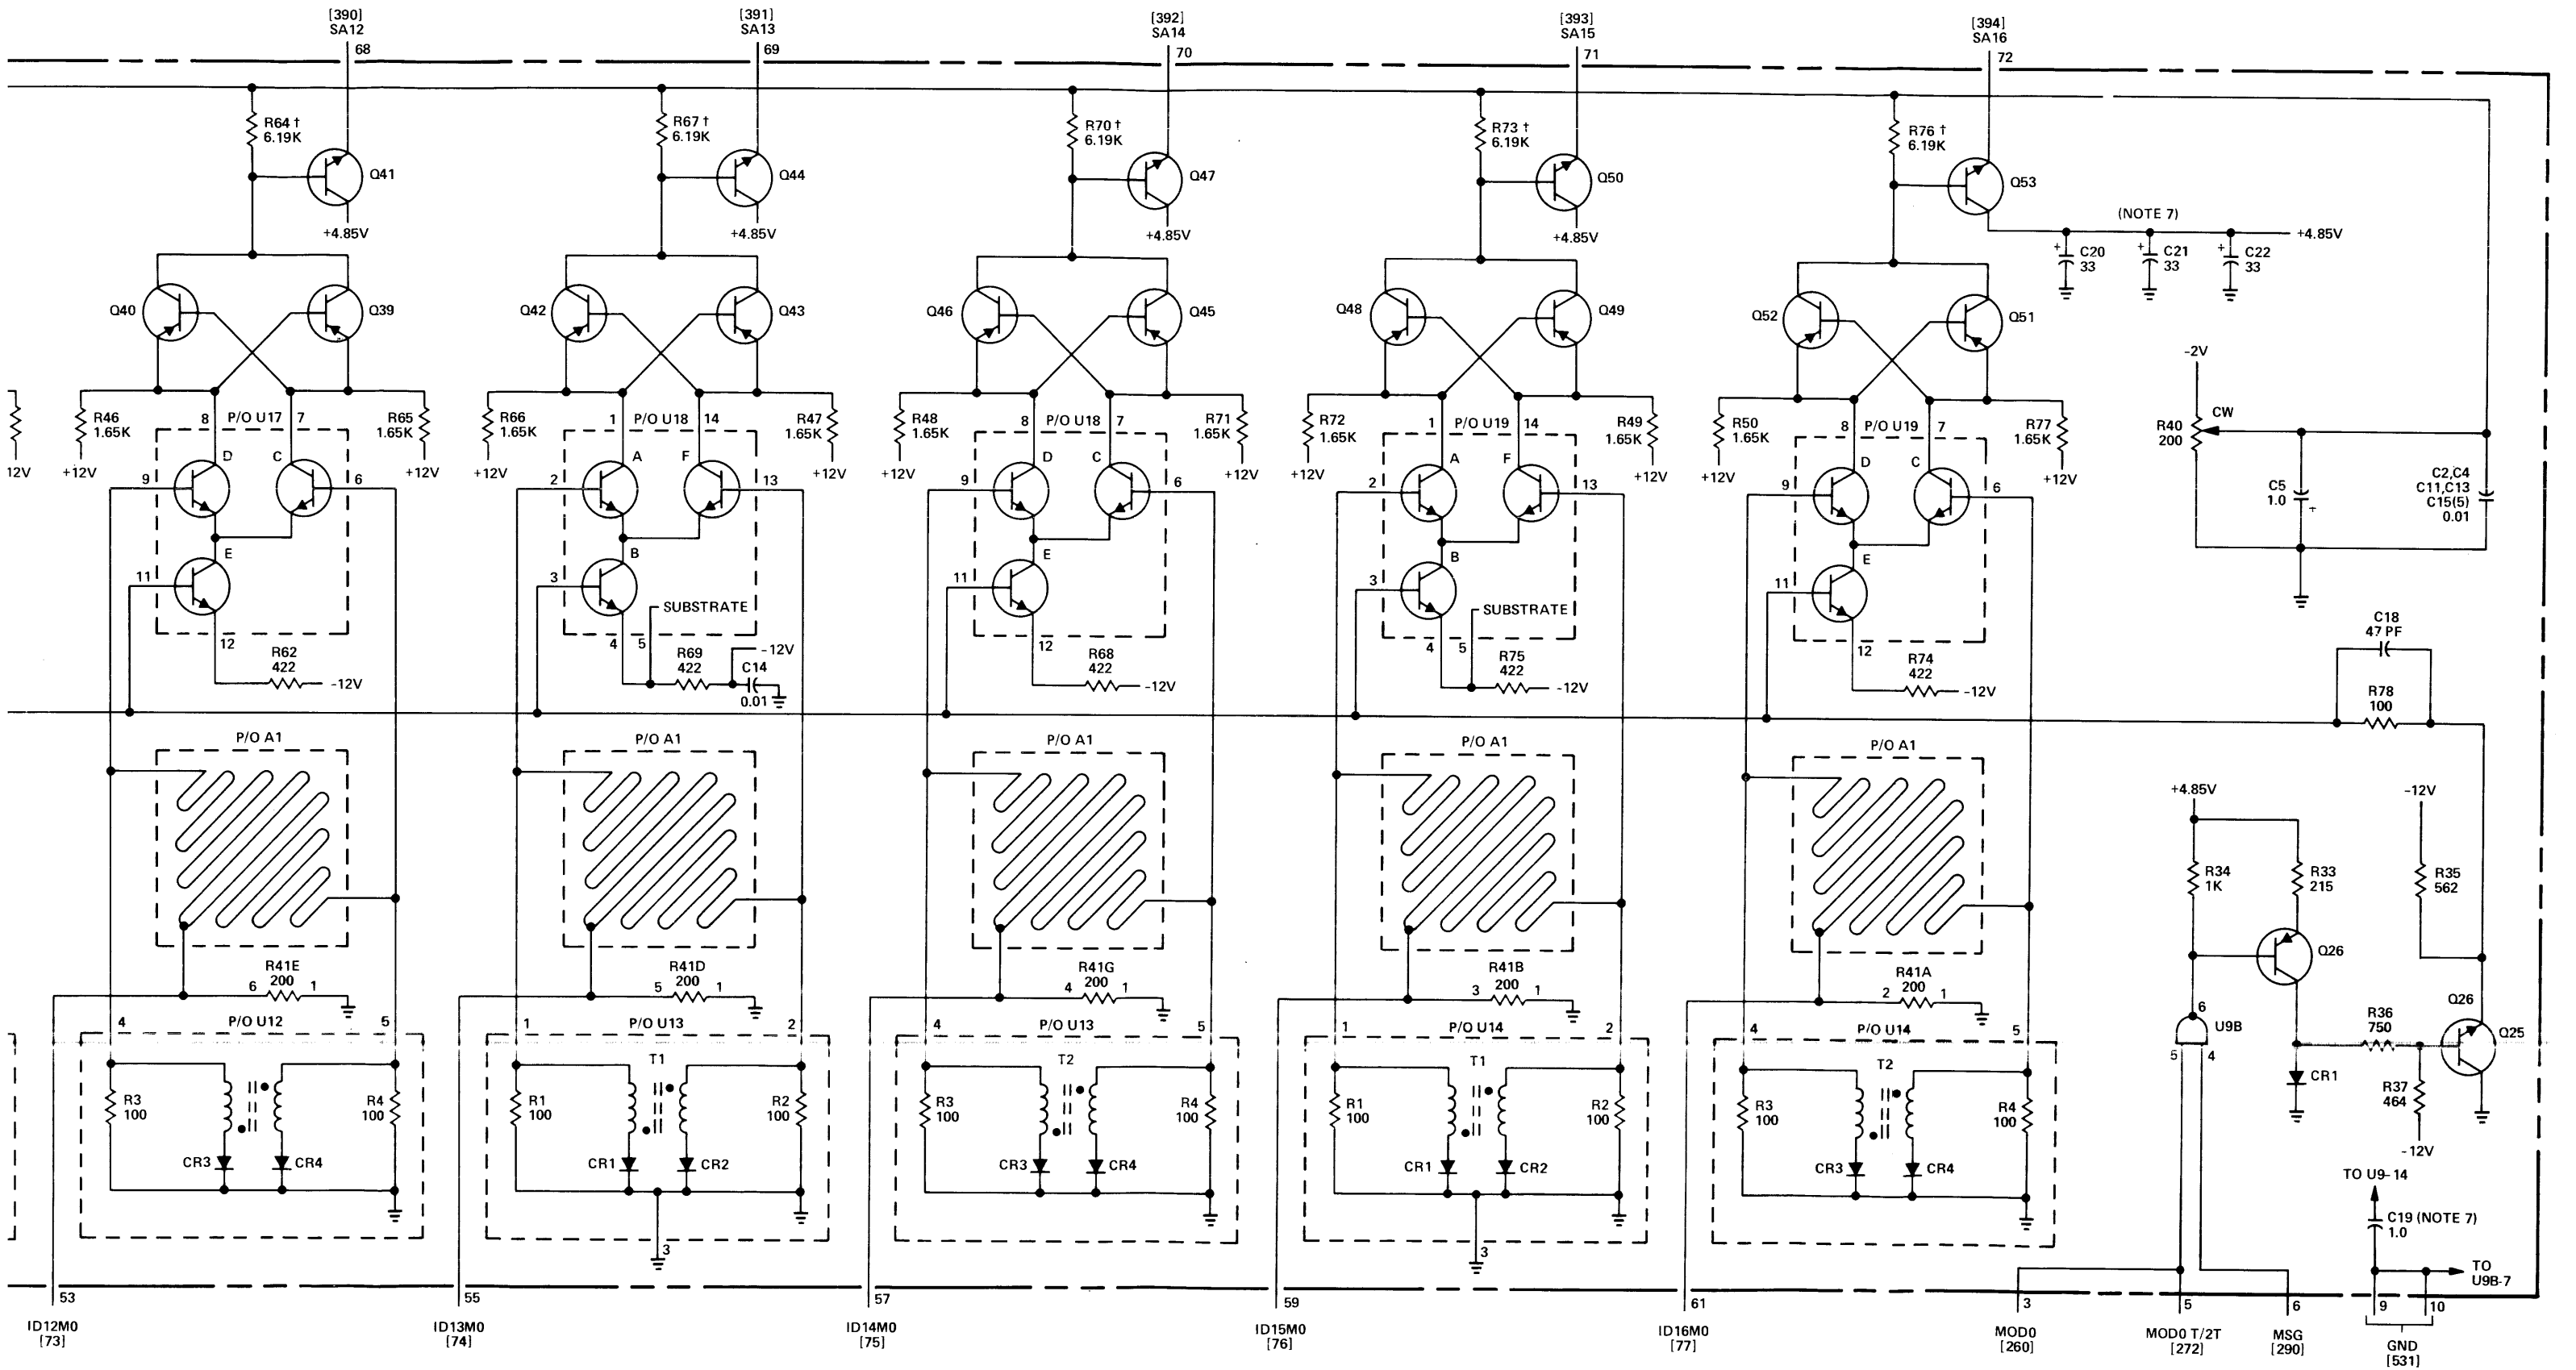 [390]
SA12
68
[391]
SA13
69
[392]
SA14
70
[393]
SA15
71
[394]
SA16
72
R64 †
6.19K
Q41
+4.85V
R67 †
6.19K
Q44
+4.85V
R70 †
6.19K
Q47
+4.85V
R73 †
6.19K
Q50
+4.85V
R76 †
6.19K
Q53
(NOTE 7)
+4.85V
+
C20
33
+
C21
33
+
C22
33
Q40
Q39
Q42
Q43
Q46
Q45
Q48
Q49
Q52
Q51
12V
R46
1.65K
+12V
8
P/O U17
7
R65
1.65K
+12V
D
C
9
6
E
11
12
R62
422
-12V
R66
1.65K
+12V
1
P/O U18
14
R47
1.65K
+12V
A
F
2
13
B
3
SUBSTRATE
4
5
R69
422
-12V
C14
0.01
R48
1.65K
+12V
8
P/O U18
7
R71
1.65K
+12V
D
C
9
6
E
11
12
R68
422
-12V
R72
1.65K
+12V
1
P/O U19
14
R49
1.65K
+12V
A
F
2
13
B
3
SUBSTRATE
4
5
R75
422
-12V
R50
1.65K
+12V
8
P/O U19
7
R77
1.65K
+12V
D
C
9
6
E
11
12
R74
422
-12V
-2V
CW
R40
200
C5
1.0
+
C2,C4
C11,C13
C15(5)
0.01
C18
47 PF
R78
100
P/O A1
P/O A1
P/O A1
P/O A1
P/O A1
R41E
200
6
1
R41D
200
5
1
R41G
200
4
1
R41B
200
3
1
R41A
200
2
1
4
P/O U12
5
R3
100
R4
100
CR3
CR4
1
P/O U13
2
T1
R1
100
R2
100
CR1
CR2
3
4
P/O U13
5
T2
R3
100
R4
100
CR3
CR4
1
P/O U14
2
T1
R1
100
R2
100
CR1
CR2
3
4
P/O U14
5
T2
R3
100
R4
100
CR3
CR4
+4.85V
-12V
R34
1K
R33
215
R35
562
Q26
6
U9B
5
4
R36
750
Q26
Q25
CR1
R37
464
-12V
TO U9-14
C19 (NOTE 7)
1.0
TO
U9B-7
53
55
57
59
61
3
5
6
9
10
ID12M0
[73]
ID13M0
[74]
ID14M0
[75]
ID15M0
[76]
ID16M0
[77]
MOD0
[260]
MOD0 T/2T
[272]
MSG
[290]
GND
[531]